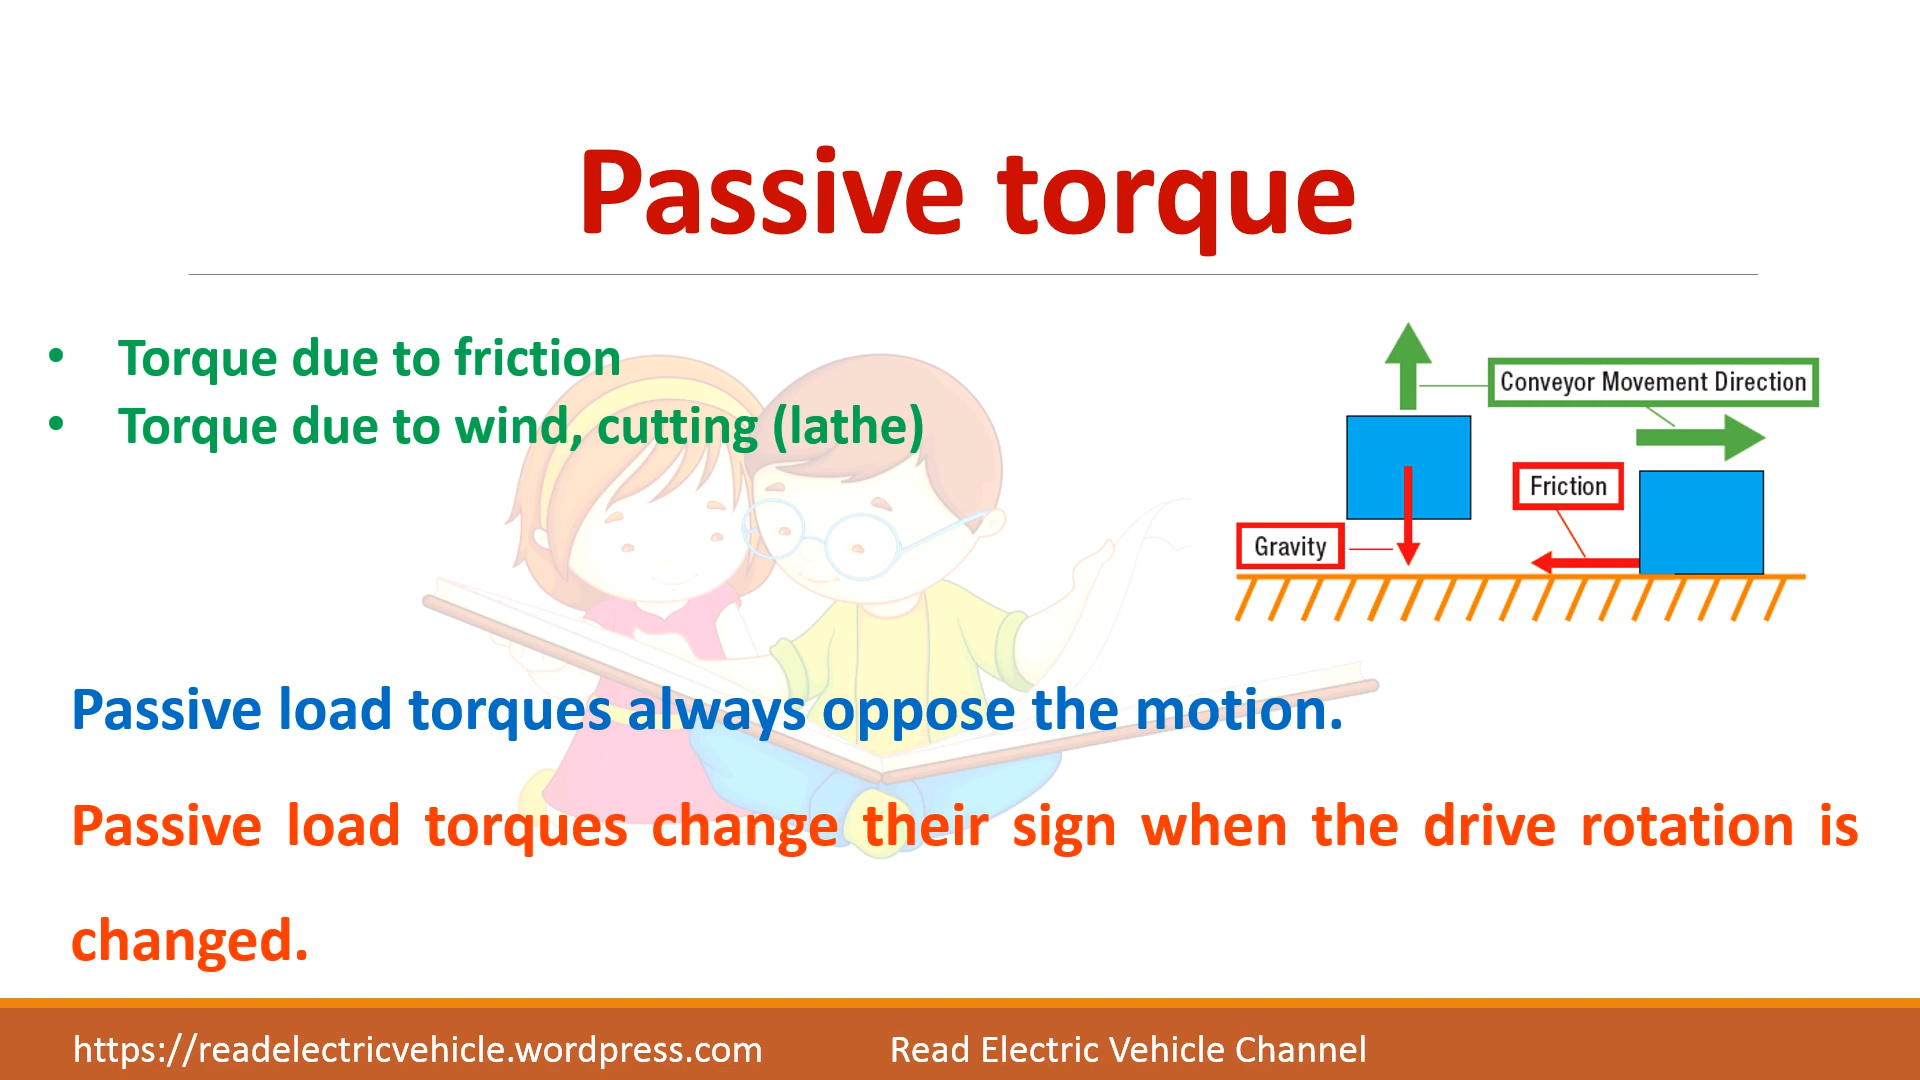 Passive torque
• Torque due to friction
• Torque due to wind, cutting (lathe)
Conveyor Movement Direction
Friction
Gravity
Passive load torques always oppose the motion.
Passive load torques change their sign when the drive rotation is
changed.
https://readelectricvehicle.wordpress.com
Read Electric Vehicle Channel